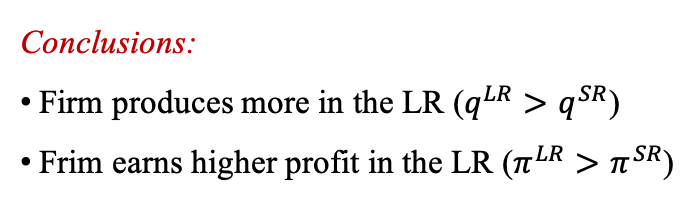 Conclusions:
• Firm produces more in the LR (q^LR > q^SR)
• Frim earns higher profit in the LR (π^LR > π^SR)